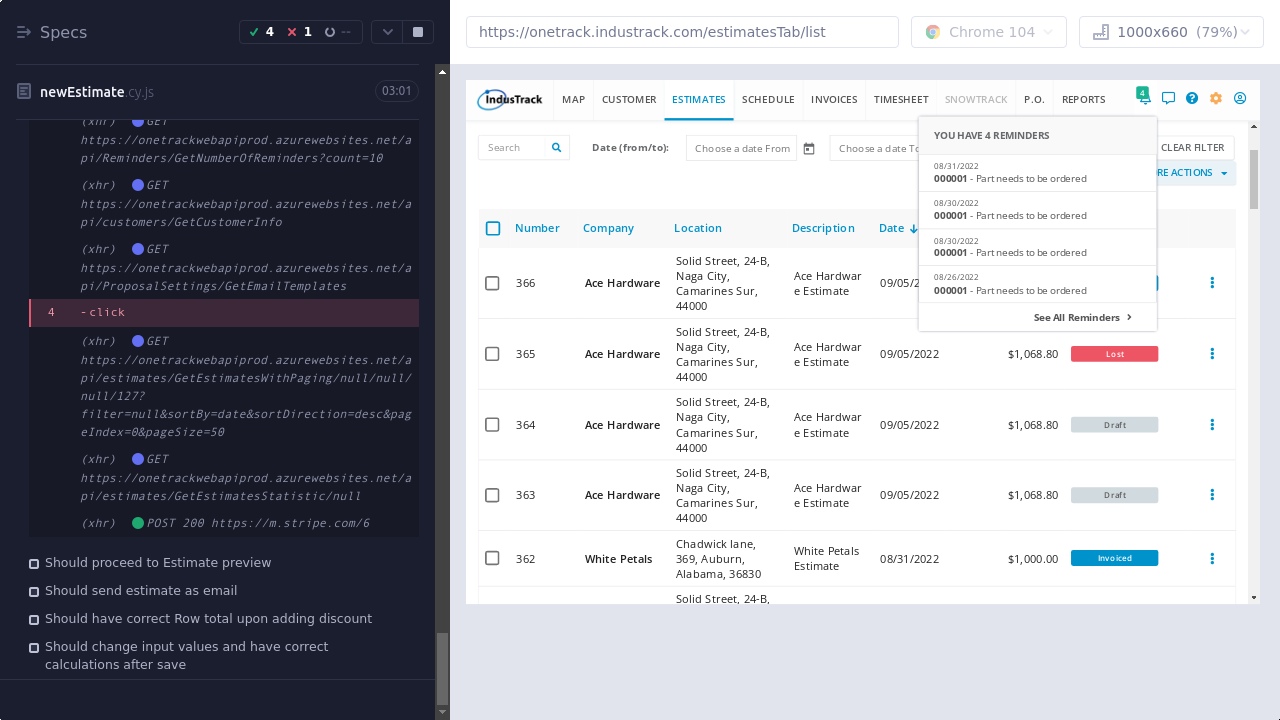 Specs
4
1
--
newEstimate.cy.js
03:01
(xhr) GET
https://onetrackwebapiprod.azurewebsites.net/a
pi/Reminders/GetNumberOfReminders?count=10
(xhr) GET
https://onetrackwebapiprod.azurewebsites.net/a
pi/customers/GetCustomerInfo
(xhr) GET
https://onetrackwebapiprod.azurewebsites.net/a
pi/ProposalSettings/GetEmailTemplates
4 -click
(xhr) GET
https://onetrackwebapiprod.azurewebsites.net/a
pi/estimates/GetEstimatesWithPaging/null/null/
null/127?
filter=null&sortBy=date&sortDirection=desc&pag
eIndex=0&pageSize=50
(xhr) GET
https://onetrackwebapiprod.azurewebsites.net/a
pi/estimates/GetEstimatesStatistic/null
(xhr) POST 200 https://m.stripe.com/6
Should proceed to Estimate preview
Should send estimate as email
Should have correct Row total upon adding discount
Should change input values and have correct
calculations after save
https://onetrack.industrack.com/estimatesTab/list
Chrome 104
1000x660 (79%)
IndusTrack
MAP
CUSTOMER
ESTIMATES
SCHEDULE
INVOICES
TIMESHEET
SNOWTRACK
P.O.
REPORTS
4
Search
Date (from/to):
Choose a date From
Choose a date To
CLEAR FILTER
RE ACTIONS
YOU HAVE 4 REMINDERS
08/31/2022
000001 - Part needs to be ordered
08/30/2022
000001 - Part needs to be ordered
08/30/2022
000001 - Part needs to be ordered
08/26/2022
000001 - Part needs to be ordered
See All Reminders
Number Company Location Description Date
366 Ace Hardware
Solid Street, 24-B,
Naga City,
Camarines Sur,
44000
Ace Hardwar
e Estimate
09/05/2
365 Ace Hardware
Solid Street, 24-B,
Naga City,
Camarines Sur,
44000
Ace Hardwar
e Estimate
09/05/2022 $1,068.80 Lost
364 Ace Hardware
Solid Street, 24-B,
Naga City,
Camarines Sur,
44000
Ace Hardwar
e Estimate
09/05/2022 $1,068.80 Draft
363 Ace Hardware
Solid Street, 24-B,
Naga City,
Camarines Sur,
44000
Ace Hardwar
e Estimate
09/05/2022 $1,068.80 Draft
362 White Petals
Chadwick lane,
369, Auburn,
Alabama, 36830
White Petals
Estimate
08/31/2022 $1,000.00 Invoiced
Solid Street, 24-B,